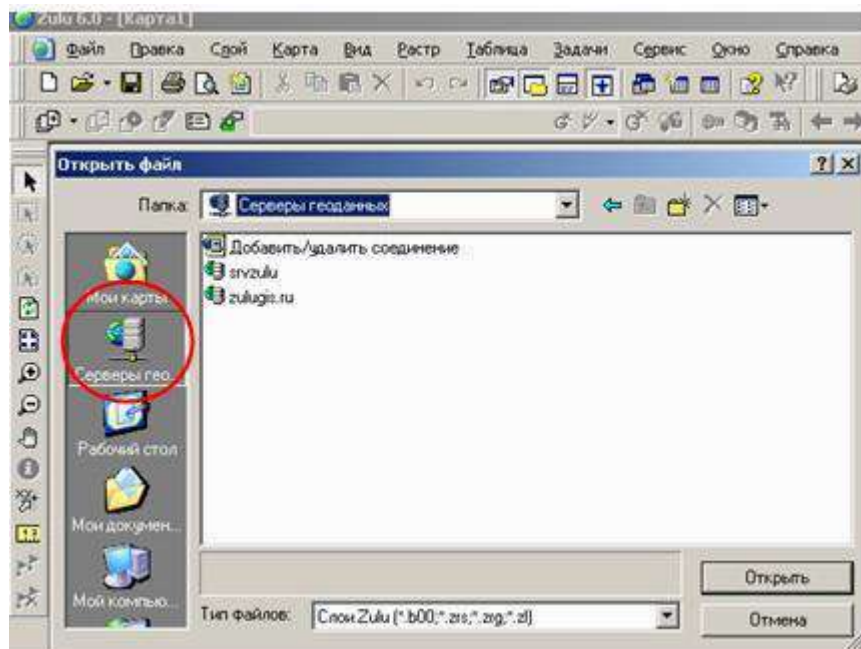 Zulu 6.0 - [Карта1]
Файл Правка Слой Карта Вид Растр Таблица Задачи Сервис Окно Справка
Открыть файл
Папка: Серверы геоданных
Мои карты
Серверы гео...
Рабочий стол
Мои докумен...
Мой компью...
Добавить/удалить соединение
srvzulu
zulugis.ru
Открыть
Тип файлов: Слои Zulu (*.b00;*.zrs;*.zrg;*.zl)
Отмена